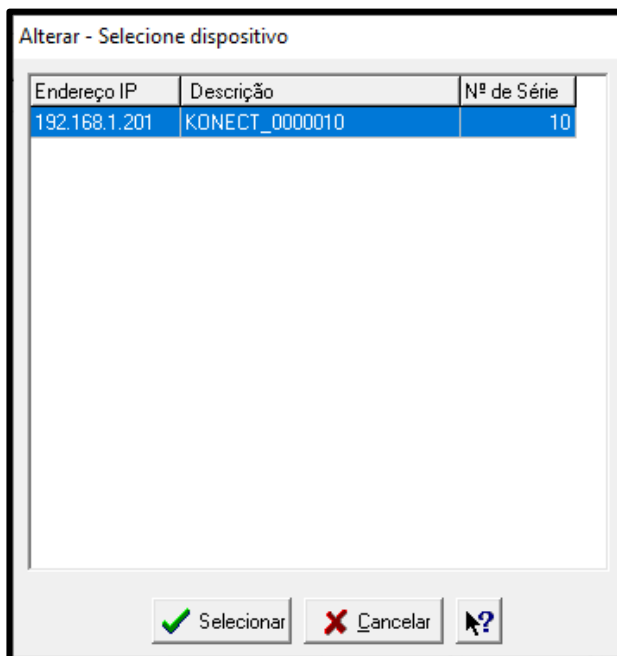 Alterar - Selecione dispositivo
Endereço IP Descrição Nº de Série
192.168.1.201 KONECT_0000010 10
Selecionar Cancelar ?